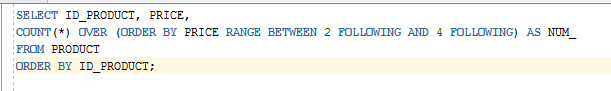 SELECT ID_PRODUCT, PRICE,
COUNT(*) OVER (ORDER BY PRICE RANGE BETWEEN 2 FOLLOWING AND 4 FOLLOWING) AS NUM_
FROM PRODUCT
ORDER BY ID_PRODUCT;